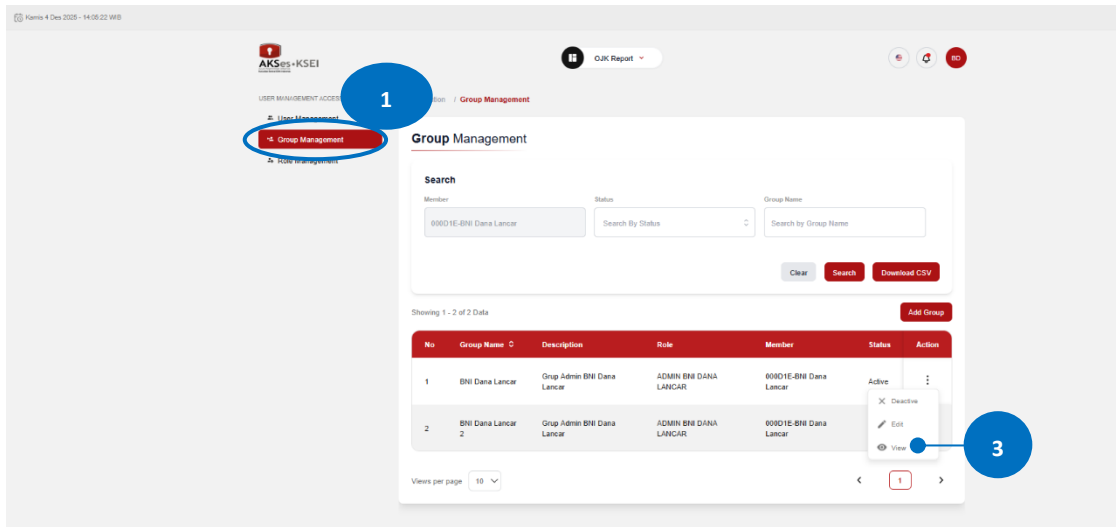 Kamis 4 Des 2025 - 14:05:22 WIB
AKSes-KSEI
OJK Report
BD
USER MANAGEMENT ACCES
1
/ Group Management
User Management
Group Management
Role Management
Group Management
Search
Member
Status
Group Name
000D1E-BNI Dana Lancar
Search By Status
Search by Group Name
Clear
Search
Download CSV
Showing 1 - 2 of 2 Data
Add Group
No Group Name Description Role Member Status Action
1 BNI Dana Lancar Grup Admin BNI Dana Lancar ADMIN BNI DANA LANCAR 000D1E-BNI Dana Lancar Active
Deactive
2 BNI Dana Lancar 2 Grup Admin BNI Dana Lancar ADMIN BNI DANA LANCAR 000D1E-BNI Dana Lancar
Edit
View
3
Views per page 10
1